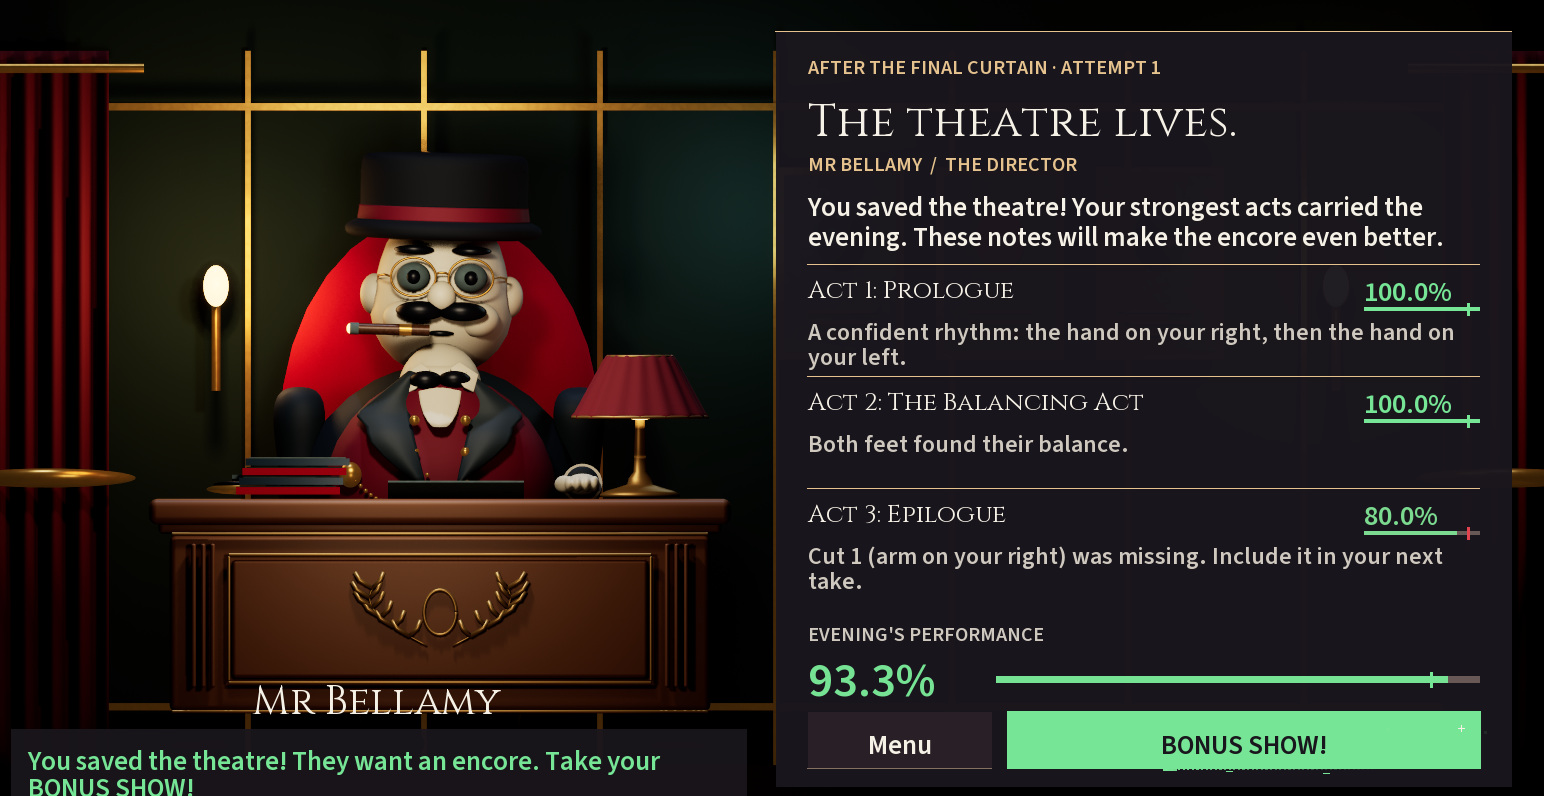 AFTER THE FINAL CURTAIN · ATTEMPT 1
THE THEATRE LIVES.
MR BELLAMY / THE DIRECTOR
You saved the theatre! Your strongest acts carried the
evening. These notes will make the encore even better.
ACT 1: PROLOGUE
100.0%
A confident rhythm: the hand on your right, then the hand on
your left.
ACT 2: THE BALANCING ACT
100.0%
Both feet found their balance.
ACT 3: EPILOGUE
80.0%
Cut 1 (arm on your right) was missing. Include it in your next
take.
EVENING'S PERFORMANCE
93.3%
Menu
BONUS SHOW!
MR BELLAMY
You saved the theatre! They want an encore. Take your
BONUS SHOW!